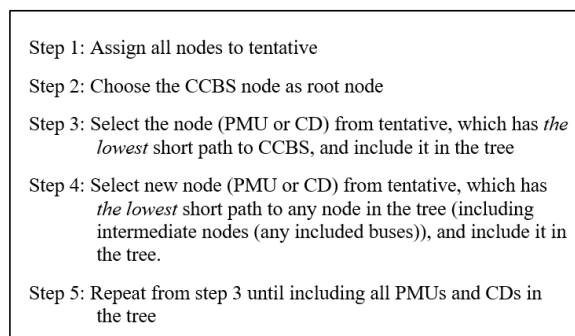 Step 1: Assign all nodes to tentative
Step 2: Choose the CCBS node as root node
Step 3: Select the node (PMU or CD) from tentative, which has the
lowest short path to CCBS, and include it in the tree
Step 4: Select new node (PMU or CD) from tentative, which has
the lowest short path to any node in the tree (including
intermediate nodes (any included buses)), and include it in
the tree.
Step 5: Repeat from step 3 until including all PMUs and CDs in
the tree